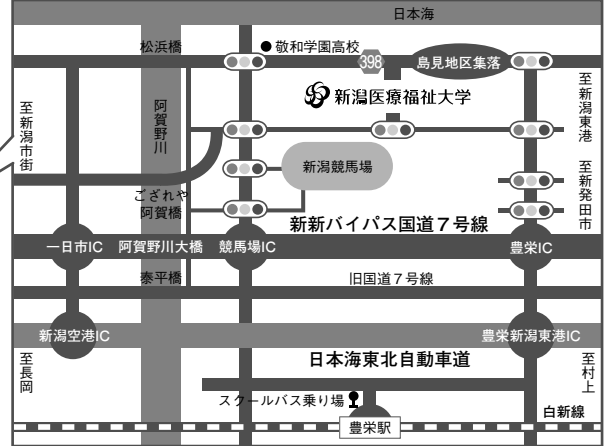 日本海
松浜橋
敬和学園高校
398
島見地区集落
至新潟市街
阿賀野川
新潟医療福祉大学
至新潟東港
新潟競馬場
ござれや
阿賀橋
至新発田市
新新バイパス国道7号線
一日市IC
阿賀野川大橋
競馬場IC
豊栄IC
泰平橋
旧国道7号線
新潟空港IC
豊栄新潟東港IC
至長岡
日本海東北自動車道
至村上
スクールバス乗り場
白新線
豊栄駅